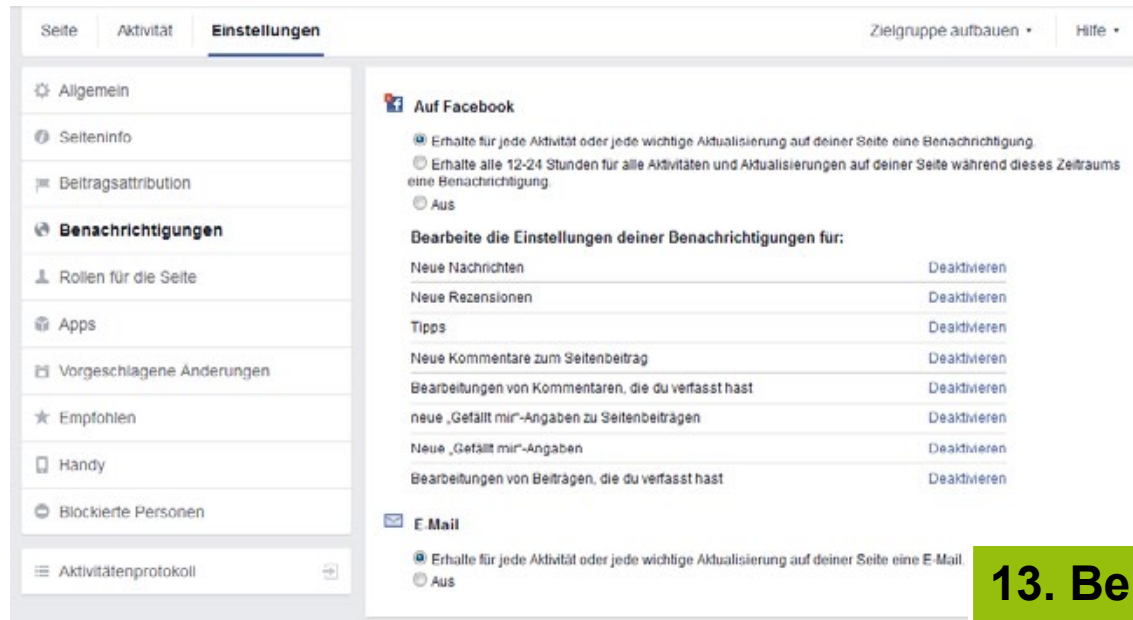 Seite Aktivität Einstellungen Zielgruppe aufbauen Hilfe
Allgemein
Seiteninfo
Beitragsattribution
Benachrichtigungen
Rollen für die Seite
Apps
Vorgeschlagene Änderungen
Empfohlen
Handy
Blockierte Personen
Aktivitätenprotokoll
Auf Facebook
Erhalte für jede Aktivität oder jede wichtige Aktualisierung auf deiner Seite eine Benachrichtigung.
Erhalte alle 12-24 Stunden für alle Aktivitäten und Aktualisierungen auf deiner Seite während dieses Zeitraums
eine Benachrichtigung.
Aus
Bearbeite die Einstellungen deiner Benachrichtigungen für:
Neue Nachrichten Deaktivieren
Neue Rezensionen Deaktivieren
Tipps Deaktivieren
Neue Kommentare zum Seitenbeitrag Deaktivieren
Bearbeitungen von Kommentaren, die du verfasst hast Deaktivieren
neue „Gefällt mir"-Angaben zu Seitenbeiträgen Deaktivieren
Neue „Gefällt mir"-Angaben Deaktivieren
Bearbeitungen von Beiträgen, die du verfasst hast Deaktivieren
E-Mail
Erhalte für jede Aktivität oder jede wichtige Aktualisierung auf deiner Seite eine E-Mail.
Aus
13. Be